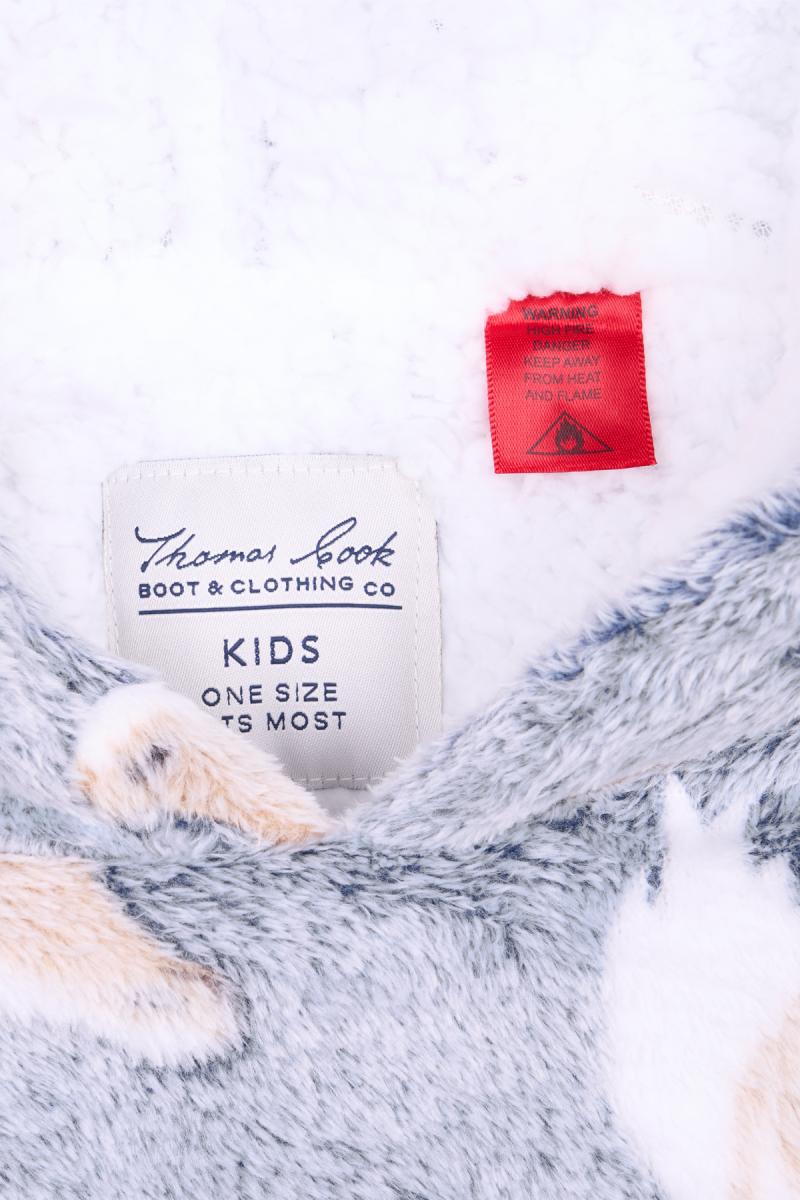 WARNING
HIGH FIRE
DANGER
KEEP AWAY
FROM HEAT
AND FLAME
Thomas Cook
BOOT & CLOTHING CO
KIDS
ONE SIZE
TS MOST